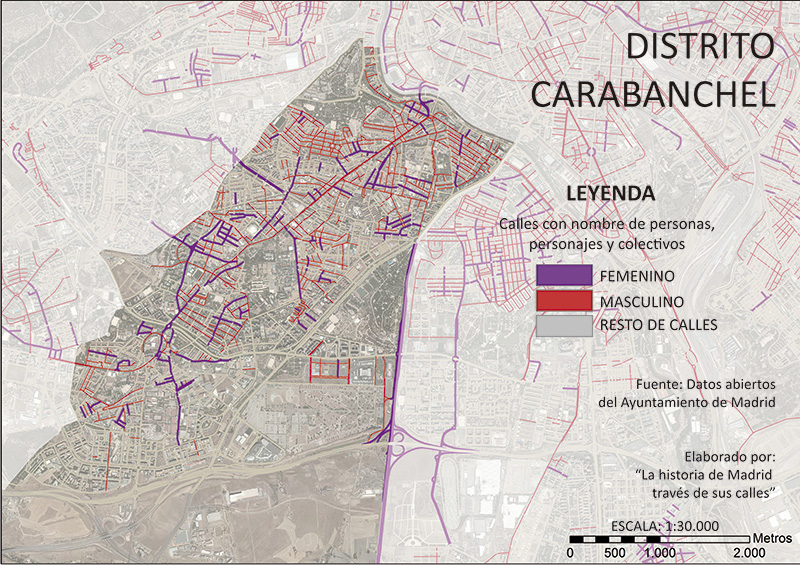 DISTRITO
CARABANCHEL
LEYENDA
Calles con nombre de personas,
personajes y colectivos
FEMENINO
MASCULINO
RESTO DE CALLES
Fuente: Datos abiertos
del Ayuntamiento de Madrid
Elaborado por:
“La historia de Madrid
través de sus calles”
ESCALA: 1:30.000
Metros
0 500 1.000 2.000